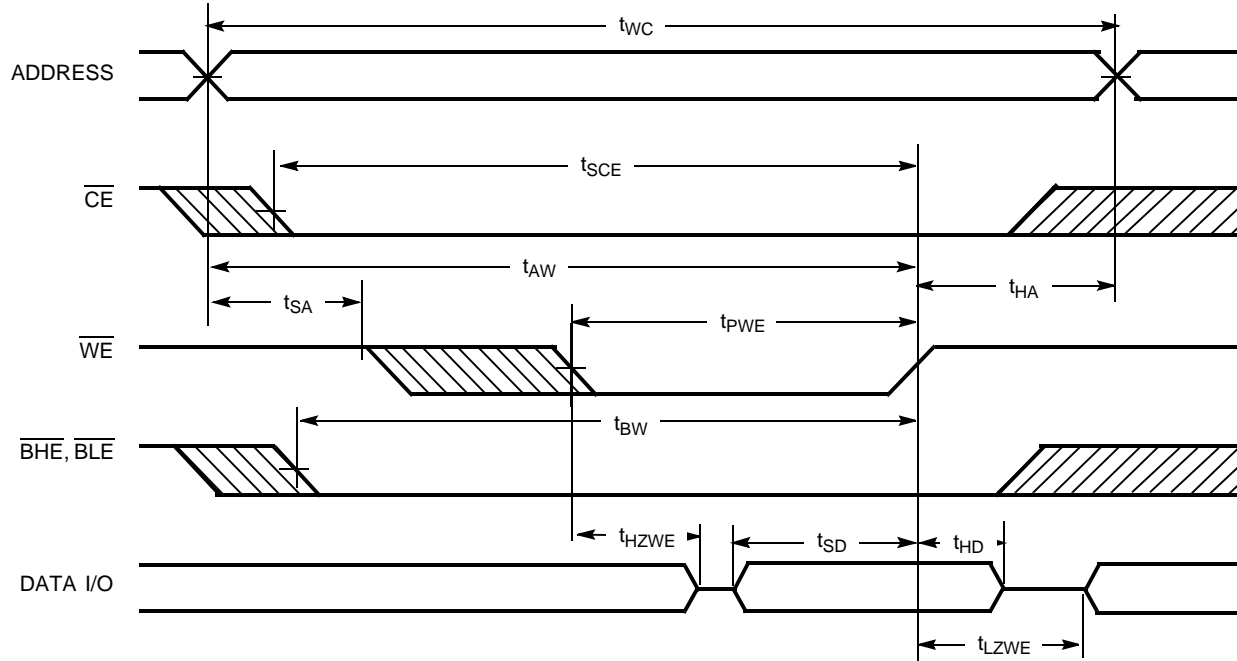 tWC
ADDRESS
tSCE
CE
tAW
tSA
tHA
tPWE
WE
tBW
BHE, BLE
tHZWE
tSD
tHD
DATA I/O
tLZWE